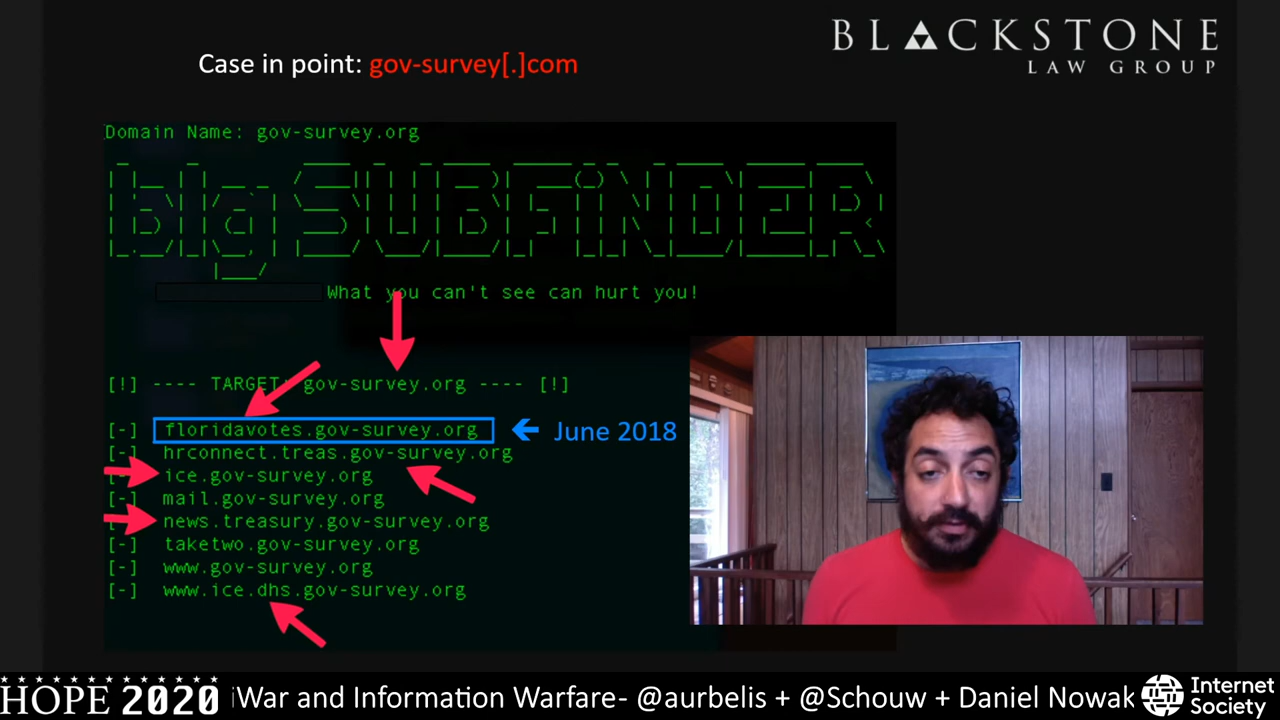 BLACKSTONE
LAW GROUP
Case in point: gov-survey[.]com
Domain Name: gov-survey.org
blg SUBFiNDER
What you can't see can hurt you!
[!] ---- TARGET: gov-survey.org ---- [!]
[-] floridavotes.gov-survey.org
June 2018
[-] hrconnect.treas.gov-survey.org
[-] ice.gov-survey.org
[-] mail.gov-survey.org
[-] news.treasury.gov-survey.org
[-] taketwo.gov-survey.org
[-] www.gov-survey.org
[-] www.ice.dhs.gov-survey.org
HOPE 2020
iWar and Information Warfare- @aurbelis + @Schouw + Daniel Nowak
Internet
Society